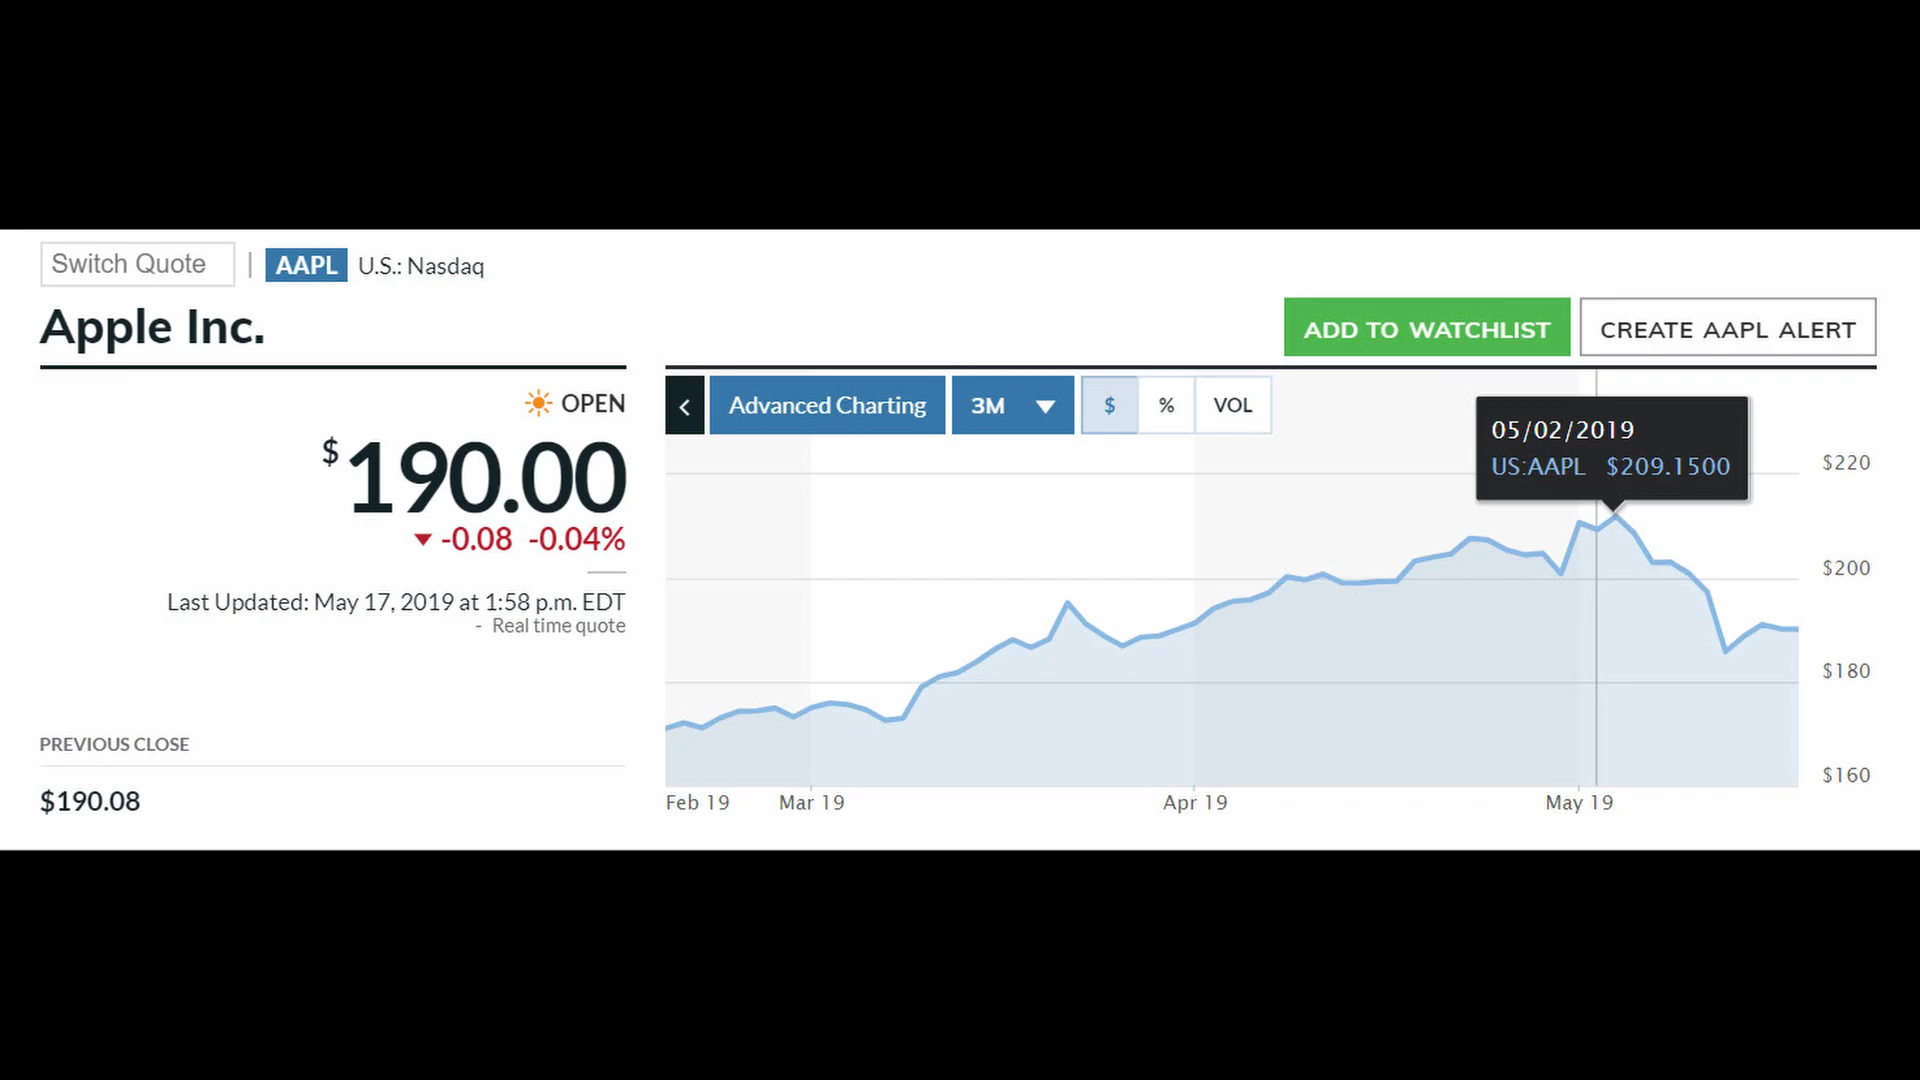 Switch Quote | AAPL U.S.: Nasdaq
Apple Inc.
ADD TO WATCHLIST
CREATE AAPL ALERT
OPEN
$190.00
-0.08 -0.04%
Last Updated: May 17, 2019 at 1:58 p.m. EDT
- Real time quote
PREVIOUS CLOSE
$190.08
< Advanced Charting 3M $ % VOL
05/02/2019
US:AAPL $209.1500
$220
$200
$180
$160
Feb 19 Mar 19 Apr 19 May 19